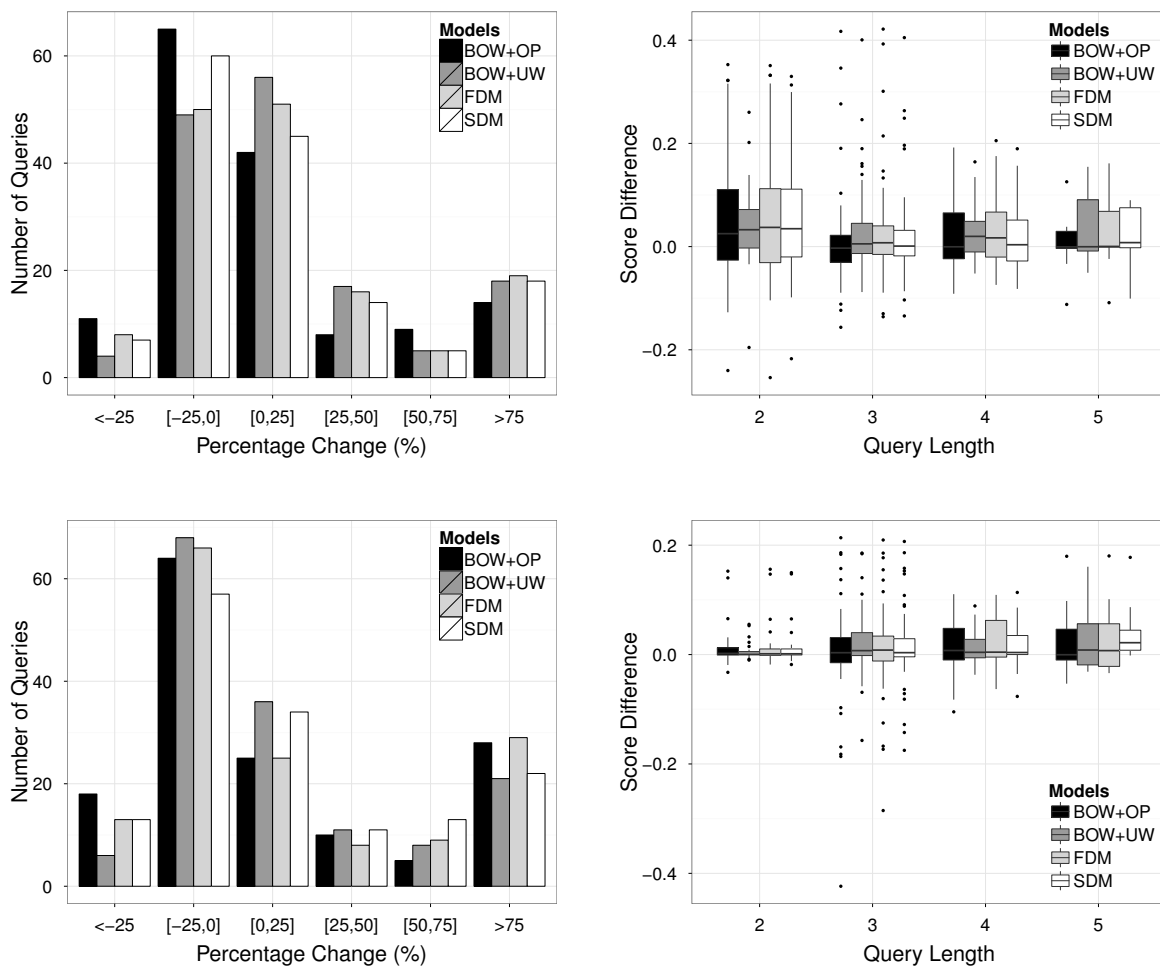 Models
BOW+OP
BOW+UW
FDM
SDM
60
40
20
0
Number of Queries
<−25
[−25,0]
[0,25]
[25,50]
[50,75]
>75
Percentage Change (%)
Models
BOW+OP
BOW+UW
FDM
SDM
0.4
0.2
0.0
−0.2
Score Difference
2
3
4
5
Query Length
Models
BOW+OP
BOW+UW
FDM
SDM
60
40
20
0
Number of Queries
<−25
[−25,0]
[0,25]
[25,50]
[50,75]
>75
Percentage Change (%)
0.2
0.0
−0.2
−0.4
Score Difference
Models
BOW+OP
BOW+UW
FDM
SDM
2
3
4
5
Query Length